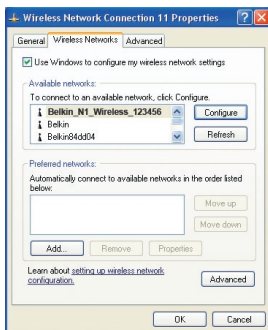 Wireless Network Connection 11 Properties
General Wireless Networks Advanced
Use Windows to configure my wireless network settings
Available networks:
To connect to an available network, click Configure.
Belkin_N1_Wireless_123456
Belkin
Belkin84dd04
Configure
Refresh
Preferred networks:
Automatically connect to available networks in the order listed
below:
Move up
Move down
Add... Remove Properties
Learn about setting up wireless network
configuration.
Advanced
OK Cancel